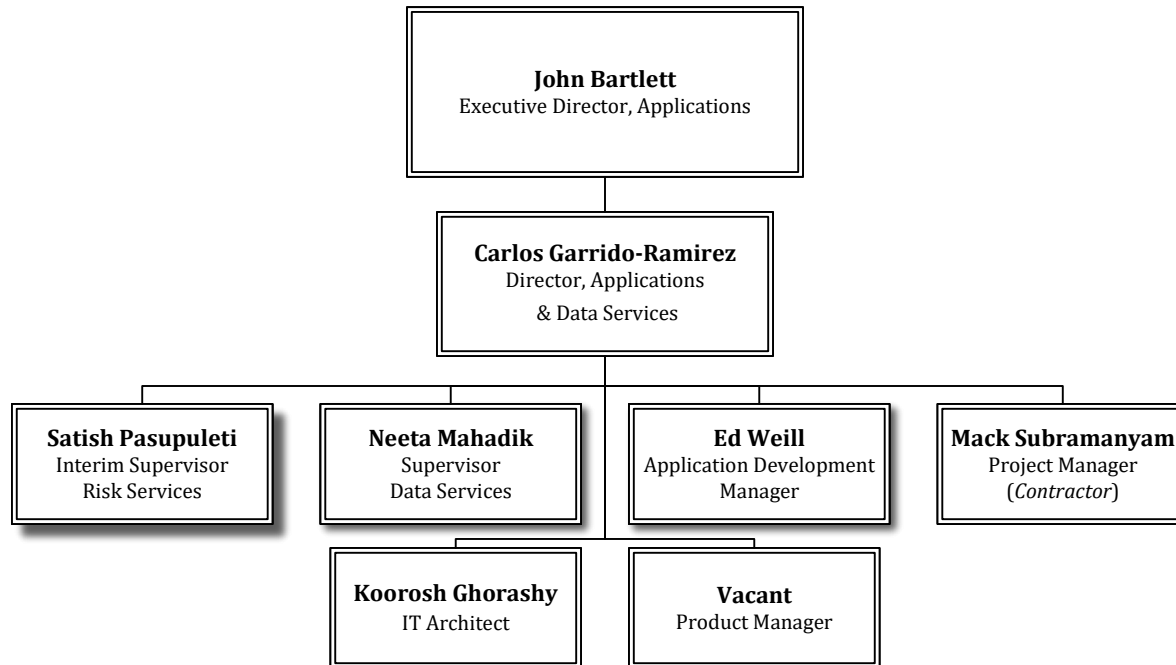 John Bartlett
Executive Director, Applications
Carlos Garrido-Ramirez
Director, Applications
& Data Services
Satish Pasupuleti
Interim Supervisor
Risk Services
Neeta Mahadik
Supervisor
Data Services
Ed Weill
Application Development
Manager
Mack Subramanyam
Project Manager
(Contractor)
Koorosh Ghorashy
IT Architect
Vacant
Product Manager